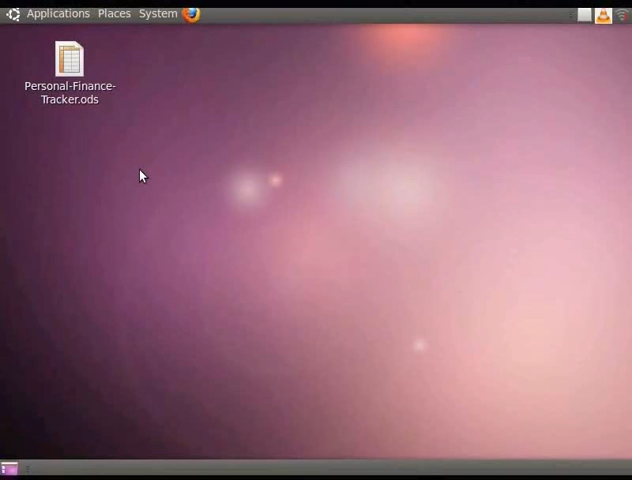 Applications Places System
Personal-Finance-
Tracker.ods